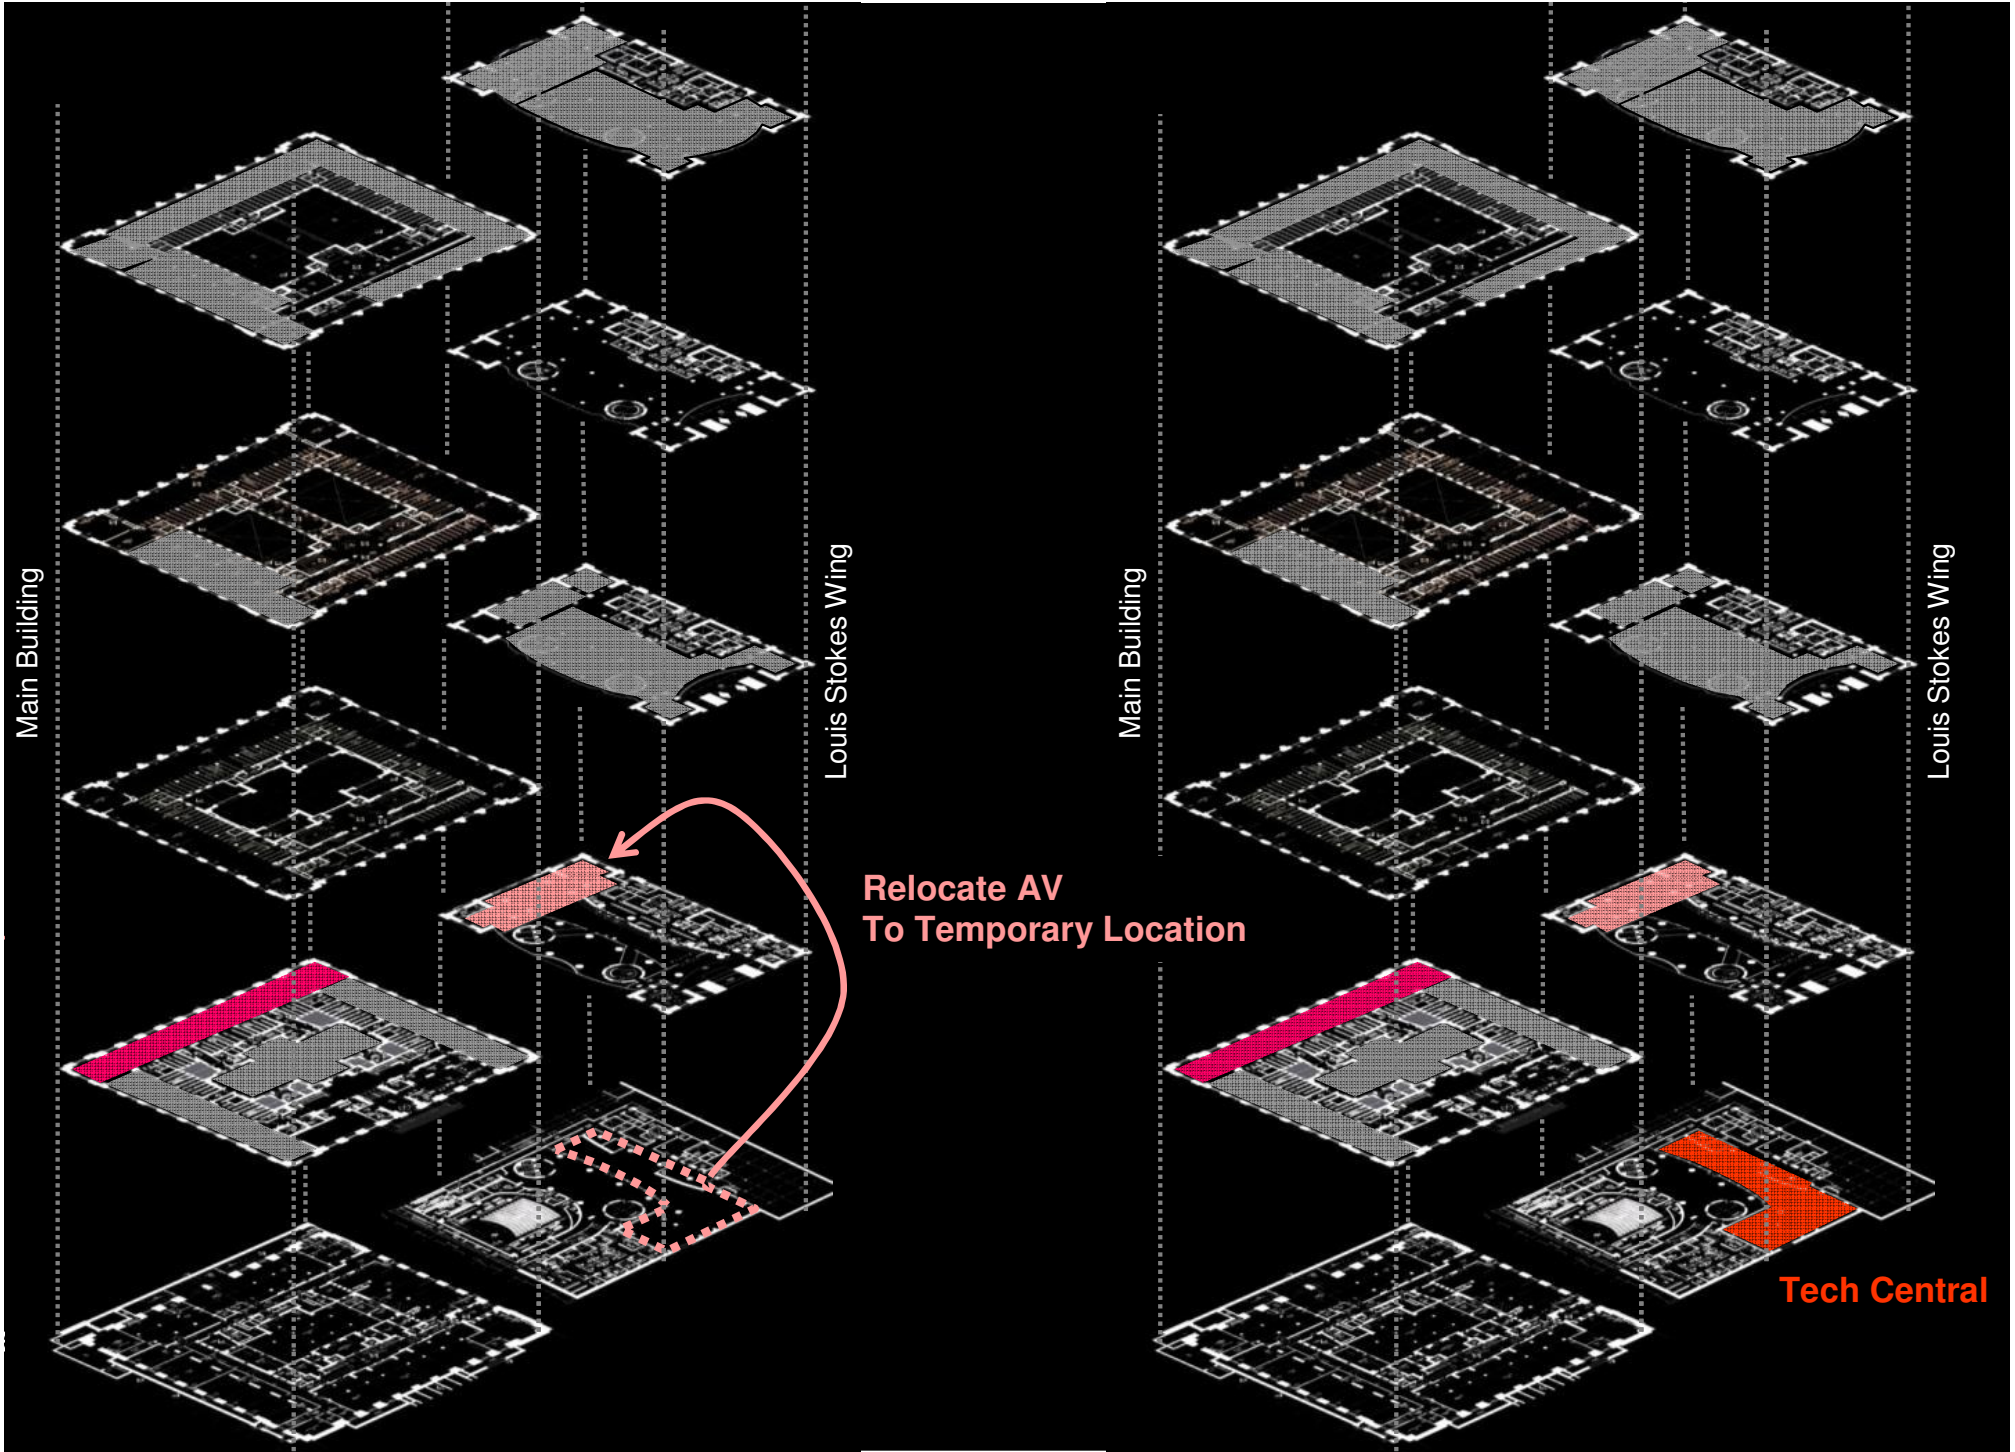 Main Building
Louis Stokes Wing
Relocate AV
To Temporary Location
Main Building
Louis Stokes Wing
Tech Central